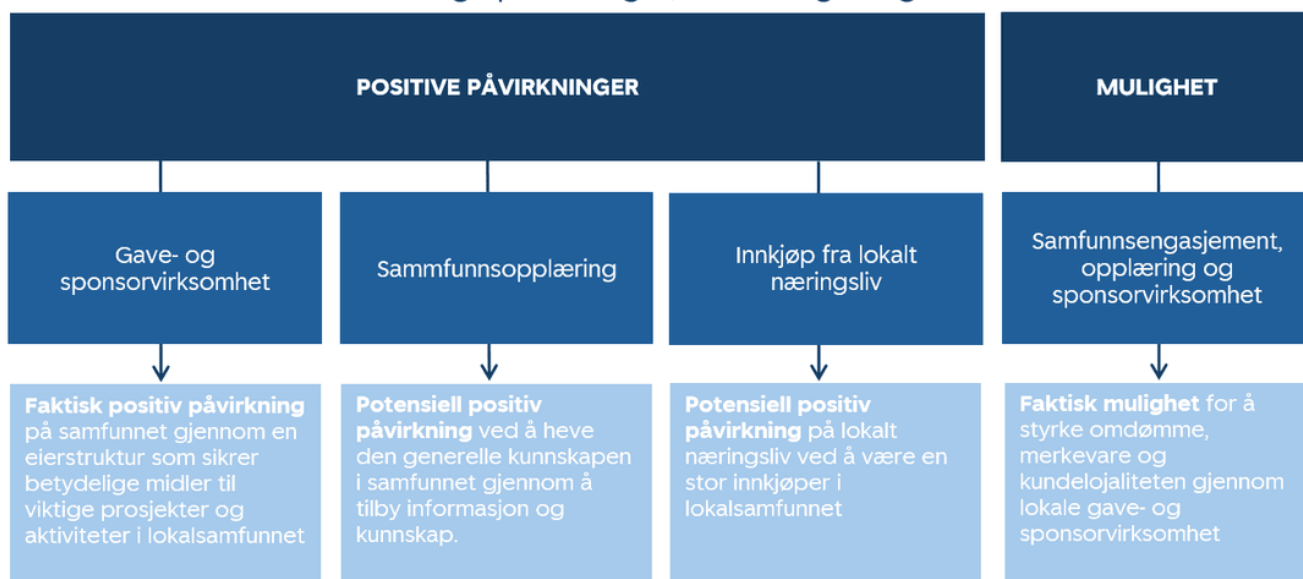 POSITIVE PÅVIRKNINGER
MULIGHET
Gave- og
sponsorvirksomhet
Sammfunnsopplæring
Innkjøp fra lokalt
næringsliv
Samfunnsengasjement,
opplæring og
sponsorvirksomhet
Faktisk positiv påvirkning
på samfunnet gjennom en
eierstruktur som sikrer
betydelige midler til
viktige prosjekter og
aktiviteter i lokalsamfunnet
Potensiell positiv
påvirkning ved å heve
den generelle kunnskapen
i samfunnet gjennom å
tilby informasjon og
kunnskap.
Potensiell positiv
påvirkning på lokalt
næringsliv ved å være en
stor innkjøper i
lokalsamfunnet
Faktisk mulighet for å
styrke omdømme,
merkevare og
kundelojaliteten gjennom
lokale gave- og
sponsorvirksomhet